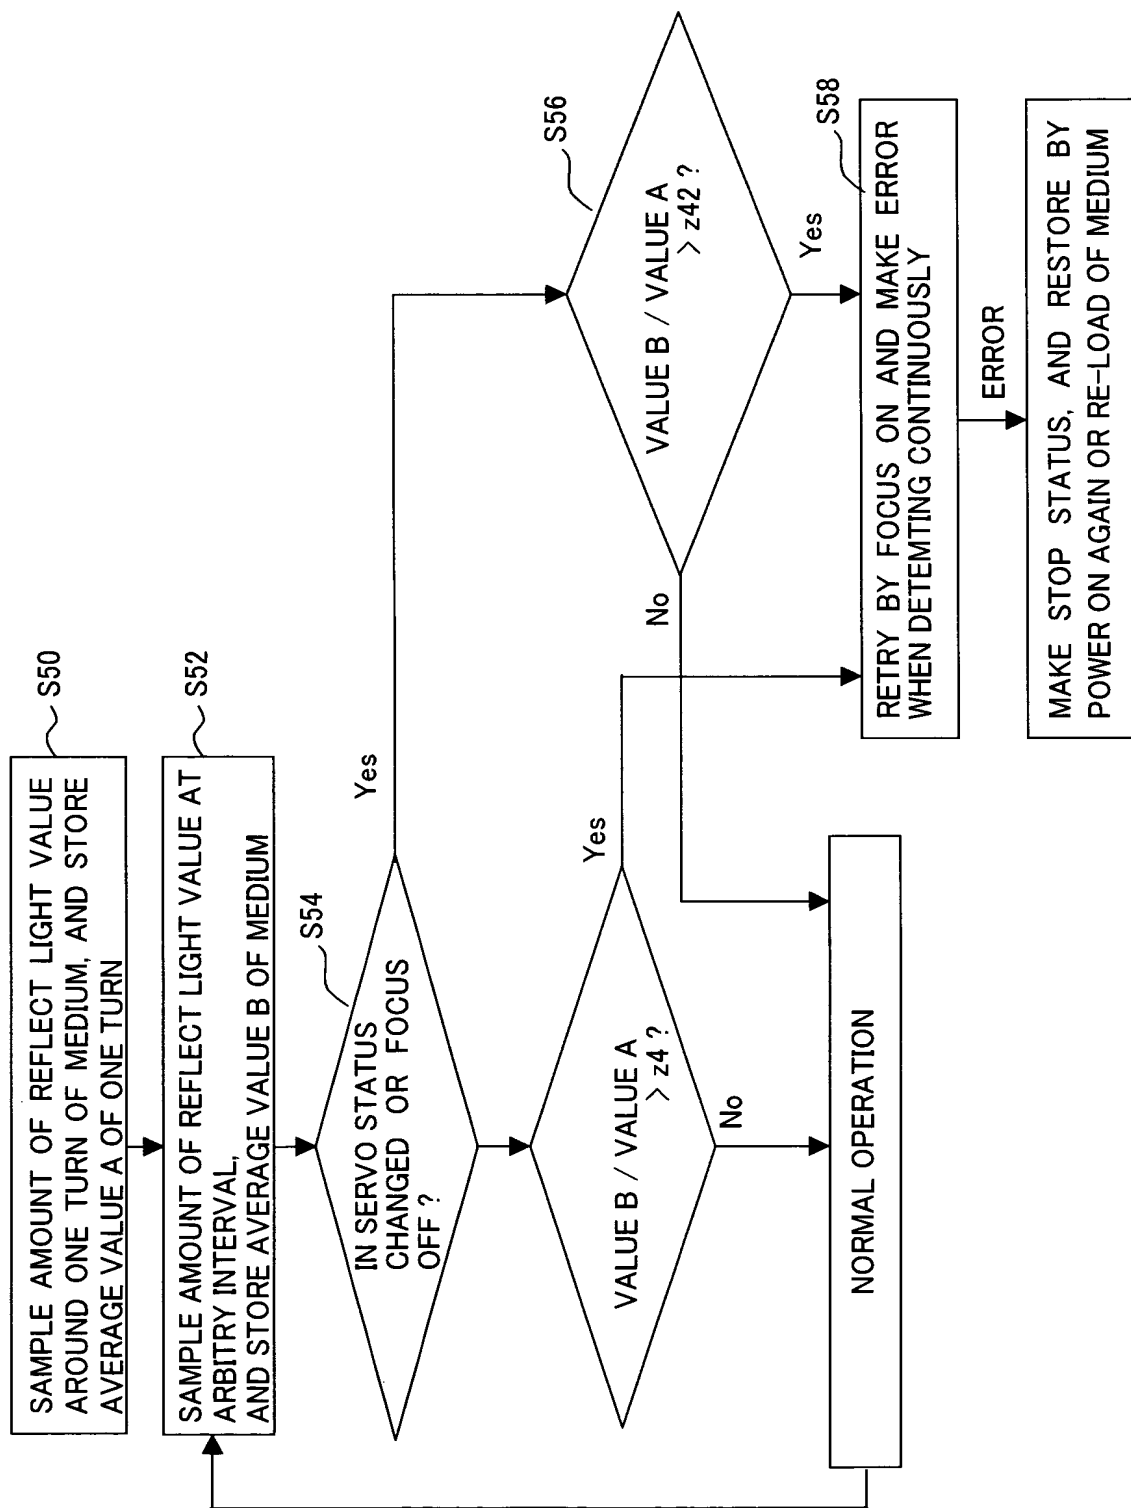 SAMPLE AMOUNT OF REFLECT LIGHT VALUE
AROUND ONE TURN OF MEDIUM, AND STORE
AVERAGE VALUE A OF ONE TURN
S50
SAMPLE AMOUNT OF REFLECT LIGHT VALUE AT
ARBITRY INTERVAL,
AND STORE AVERAGE VALUE B OF MEDIUM
S52
IN SERVO STATUS
CHANGED OR FOCUS
OFF ?
S54
Yes
VALUE B / VALUE A
> z4 ?
Yes
No
VALUE B / VALUE A
> z42 ?
S56
No
Yes
NORMAL OPERATION
RETRY BY FOCUS ON AND MAKE ERROR
WHEN DETEMTING CONTINUOUSLY
S58
ERROR
MAKE STOP STATUS, AND RESTORE BY
POWER ON AGAIN OR RE-LOAD OF MEDIUM